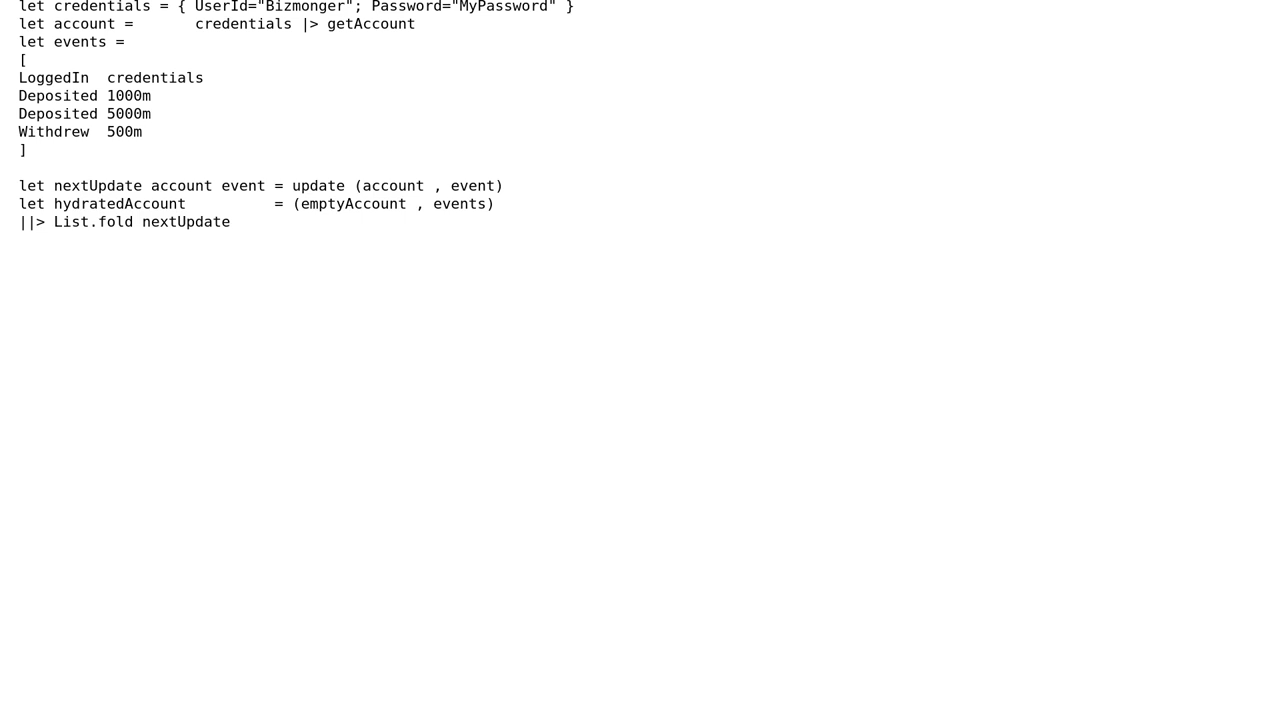 let credentials = { UserId="Bizmonger"; Password="MyPassword" }
let account =       credentials |> getAccount
let events =
[
LoggedIn  credentials
Deposited 1000m
Deposited 5000m
Withdrew  500m
]

let nextUpdate account event = update (account , event)
let hydratedAccount          = (emptyAccount , events)
||> List.fold nextUpdate